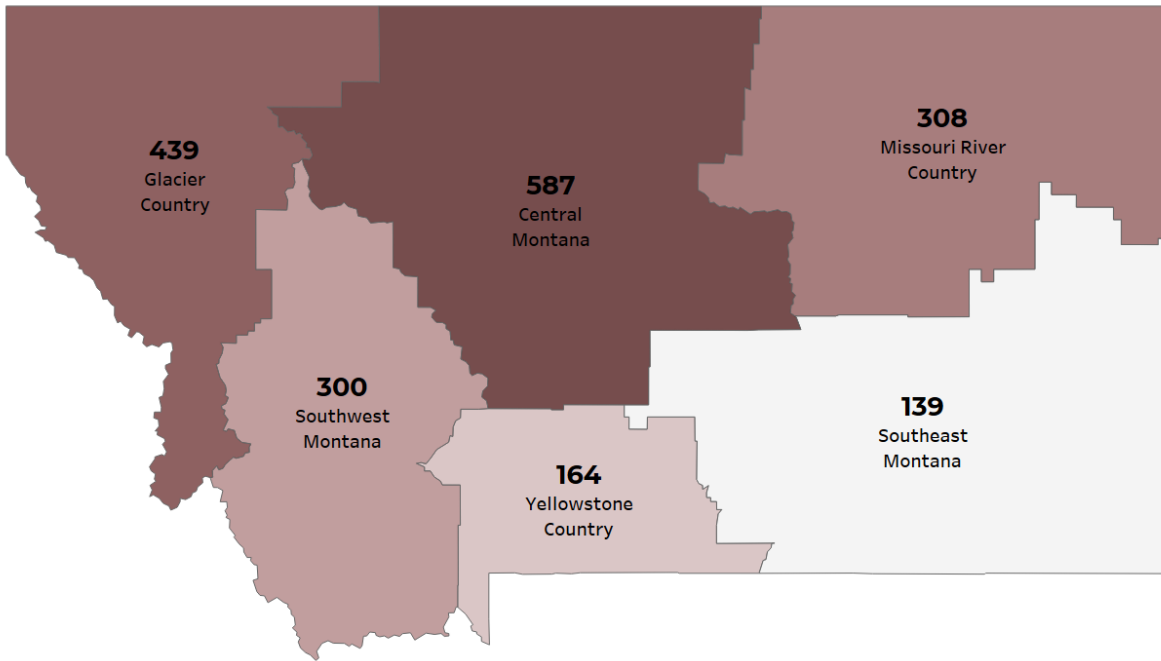 439
Glacier
Country
587
Central
Montana
308
Missouri River
Country
300
Southwest
Montana
164
Yellowstone
Country
139
Southeast
Montana